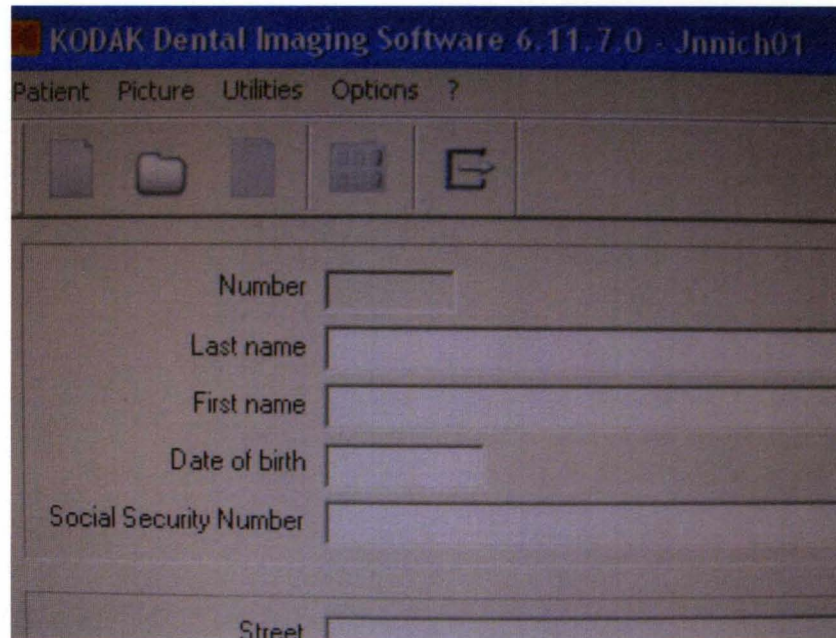 KODAK Dental Imaging Software 6.11.7.0 - Jnnich01
Patient Picture Utilities Options ?
Number
Last name
First name
Date of birth
Social Security Number
Street